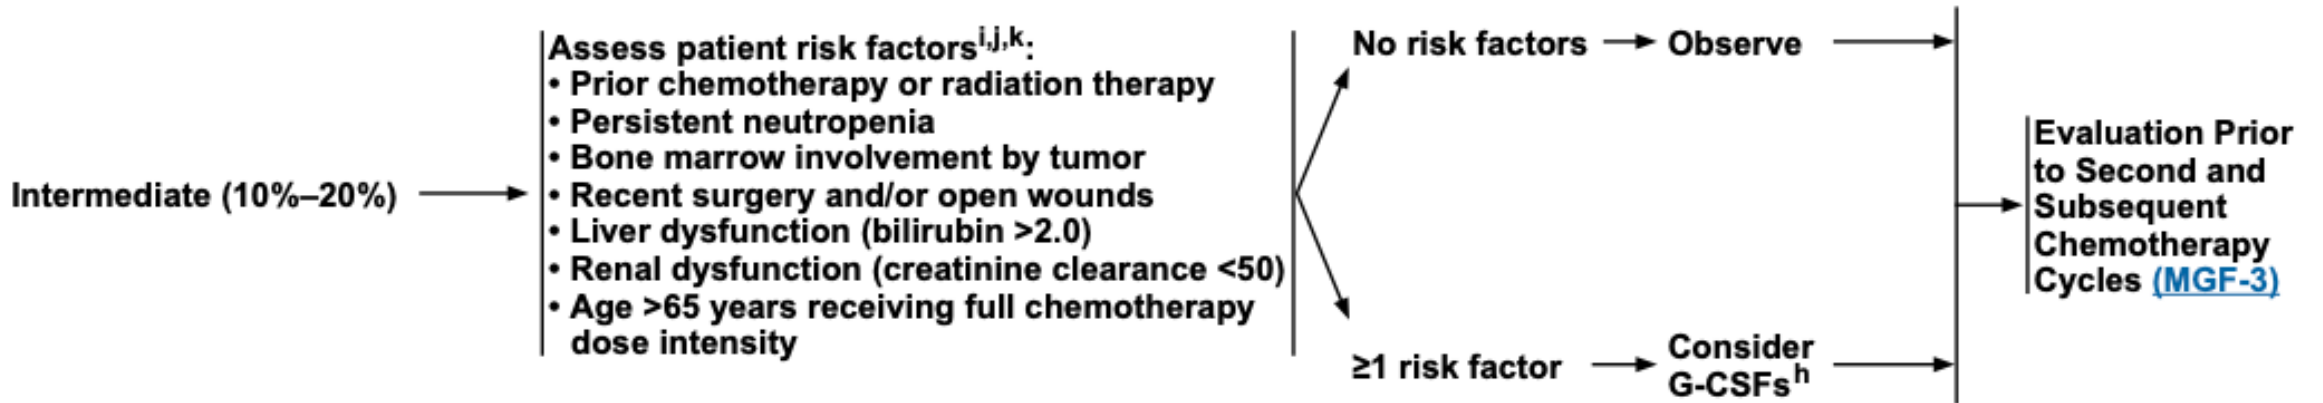 Intermediate (10%–20%)
Assess patient risk factorsi,j,k:
• Prior chemotherapy or radiation therapy
• Persistent neutropenia
• Bone marrow involvement by tumor
• Recent surgery and/or open wounds
• Liver dysfunction (bilirubin >2.0)
• Renal dysfunction (creatinine clearance <50)
• Age >65 years receiving full chemotherapy
dose intensity
No risk factors
Observe
≥1 risk factor
Consider
G-CSFsh
Evaluation Prior
to Second and
Subsequent
Chemotherapy
Cycles (MGF-3)